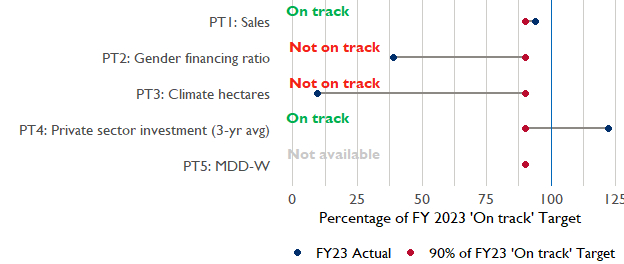 PT1: Sales On track
PT2: Gender financing ratio Not on track
PT3: Climate hectares Not on track
PT4: Private sector investment (3-yr avg) On track
PT5: MDD-W Not available
0 25 50 75 100 125
Percentage of FY 2023 'On track' Target
FY23 Actual 90% of FY23 'On track' Target